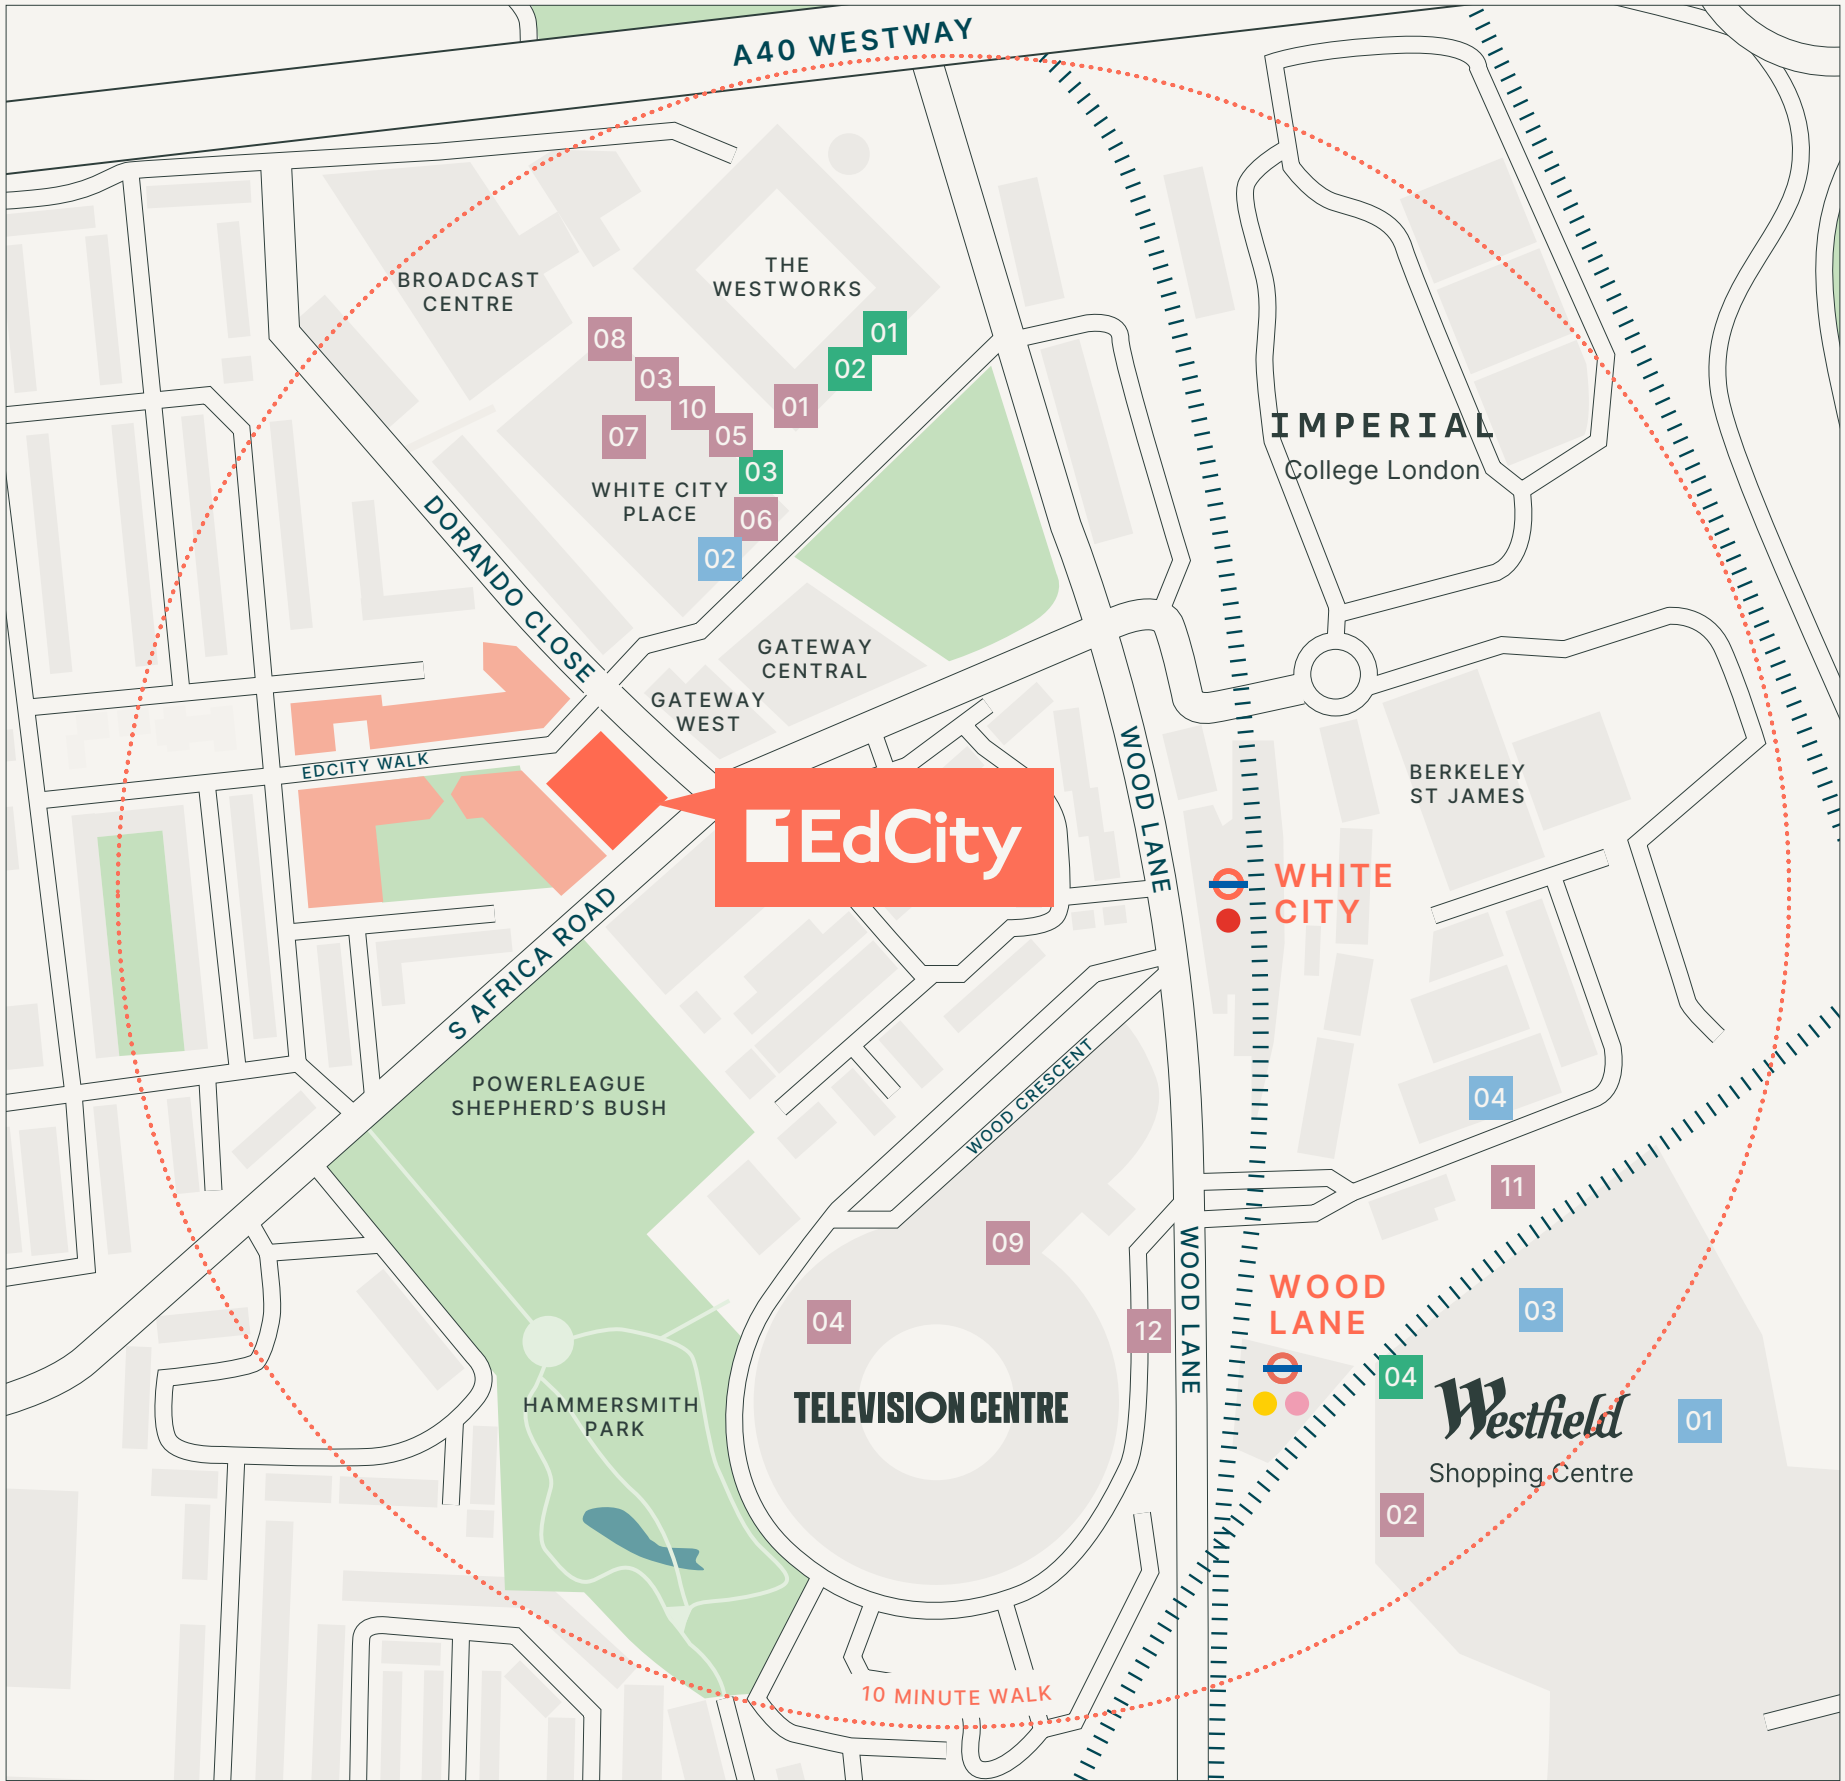 A40 WESTWAY
BROADCAST
CENTRE
THE
WESTWORKS
08
03
10
05
07
01
01
02
03
WHITE CITY
PLACE
06
02
IMPERIAL
College London
DORANDO CLOSE
GATEWAY
CENTRAL
GATEWAY
WEST
EDCITY WALK
EdCity
WOOD LANE
BERKELEY
ST JAMES
WHITE
CITY
S AFRICA ROAD
POWERLEAGUE
SHEPHERD'S BUSH
WOOD CRESCENT
04
11
09
04
12
WOOD LANE
WOOD
LANE
03
04
Westfield
Shopping Centre
01
02
HAMMERSMITH
PARK
TELEVISION CENTRE
10 MINUTE WALK